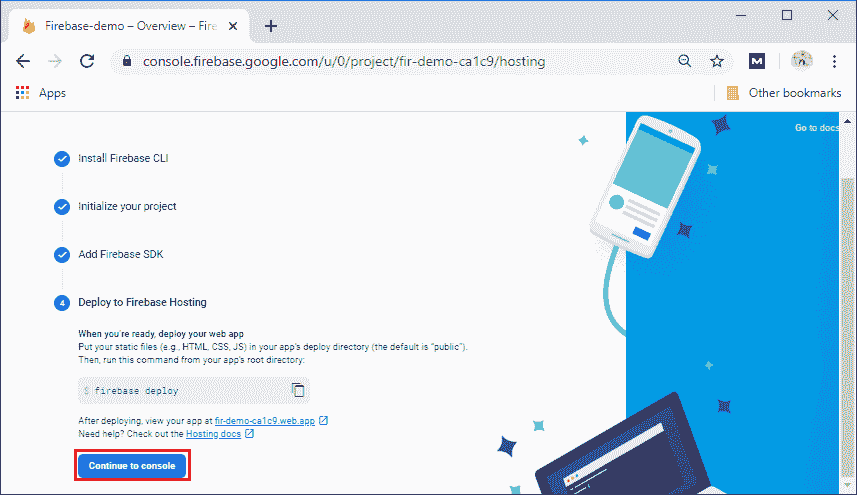 Firebase-demo – Overview – Fire
console.firebase.google.com/u/0/project/fir-demo-ca1c9/hosting
M
Apps
Other bookmarks
Go to docs
Install Firebase CLI
Initialize your project
Add Firebase SDK
4 Deploy to Firebase Hosting
When you're ready, deploy your web app
Put your static files (e.g., HTML, CSS, JS) in your app's deploy directory (the default is "public").
Then, run this command from your app's root directory:
$ firebase deploy
After deploying, view your app at fir-demo-ca1c9.web.app
Need help? Check out the Hosting docs
Continue to console